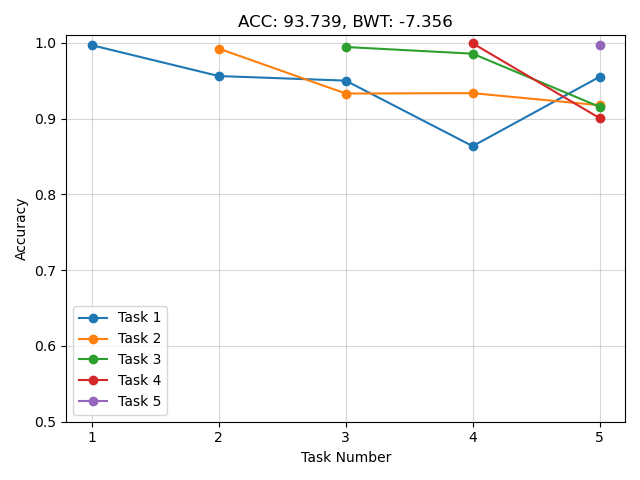 ACC: 93.739, BWT: -7.356
1.0
0.9
0.8
0.7
0.6
0.5
Accuracy
Task 1
Task 2
Task 3
Task 4
Task 5
1 2 3 4 5
Task Number